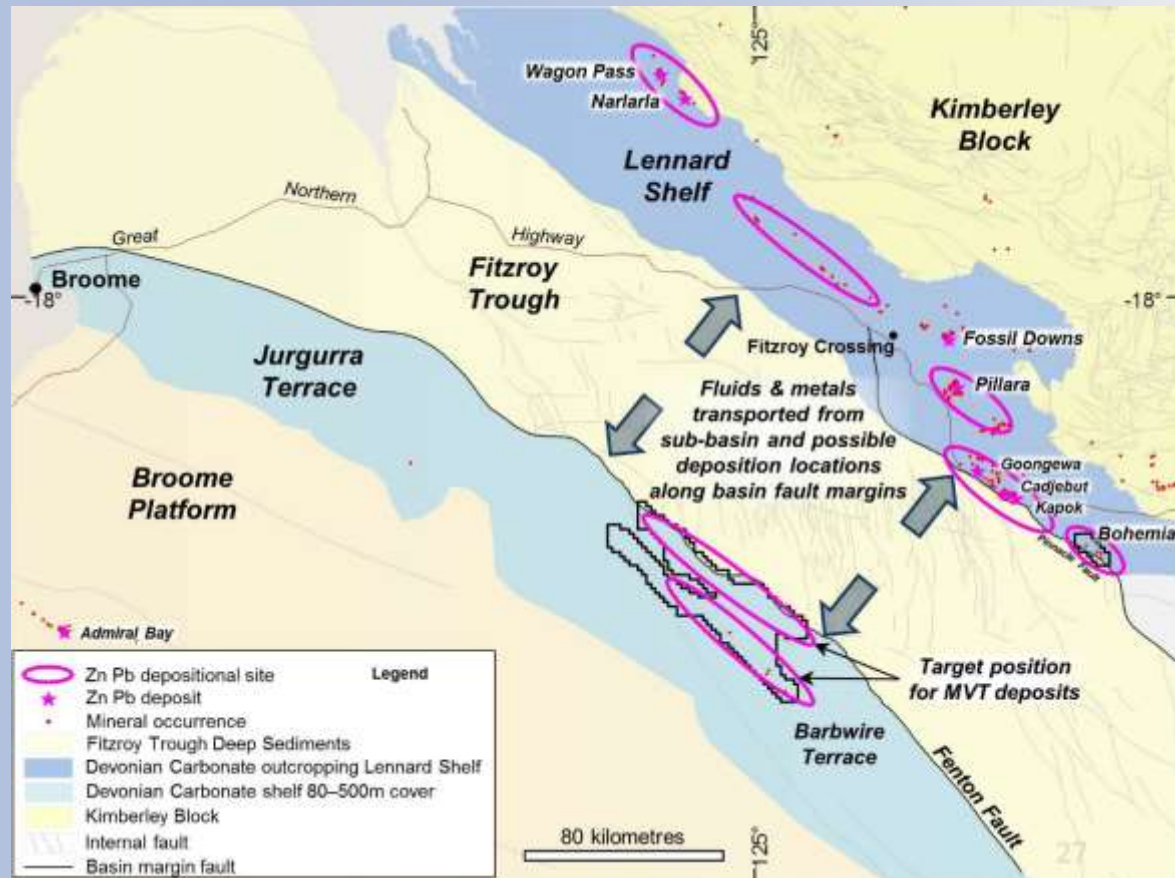 125°
Wagon Pass
Narlarla
Kimberley
Block
Lennard
Shelf
Northern
Great
Highway
Broome
Fitzroy
Trough
-18°
-18°
Jurgurra
Terrace
Fitzroy Crossing
Fossil Downs
Pillara
Fluids & metals
transported from
sub-basin and possible
deposition locations
along basin fault margins
Broome
Platform
Goongewa
Cadjebut
Kapok
Bohemia
Pinnacle Fault
Admiral Bay
Target position
for MVT deposits
Barbwire
Terrace
Fenton Fault
Legend
Zn Pb depositional site
Zn Pb deposit
Mineral occurrence
Fitzroy Trough Deep Sediments
Devonian Carbonate outcropping Lennard Shelf
Devonian Carbonate shelf 80–500m cover
Kimberley Block
Internal fault
Basin margin fault
80 kilometres
125°
27